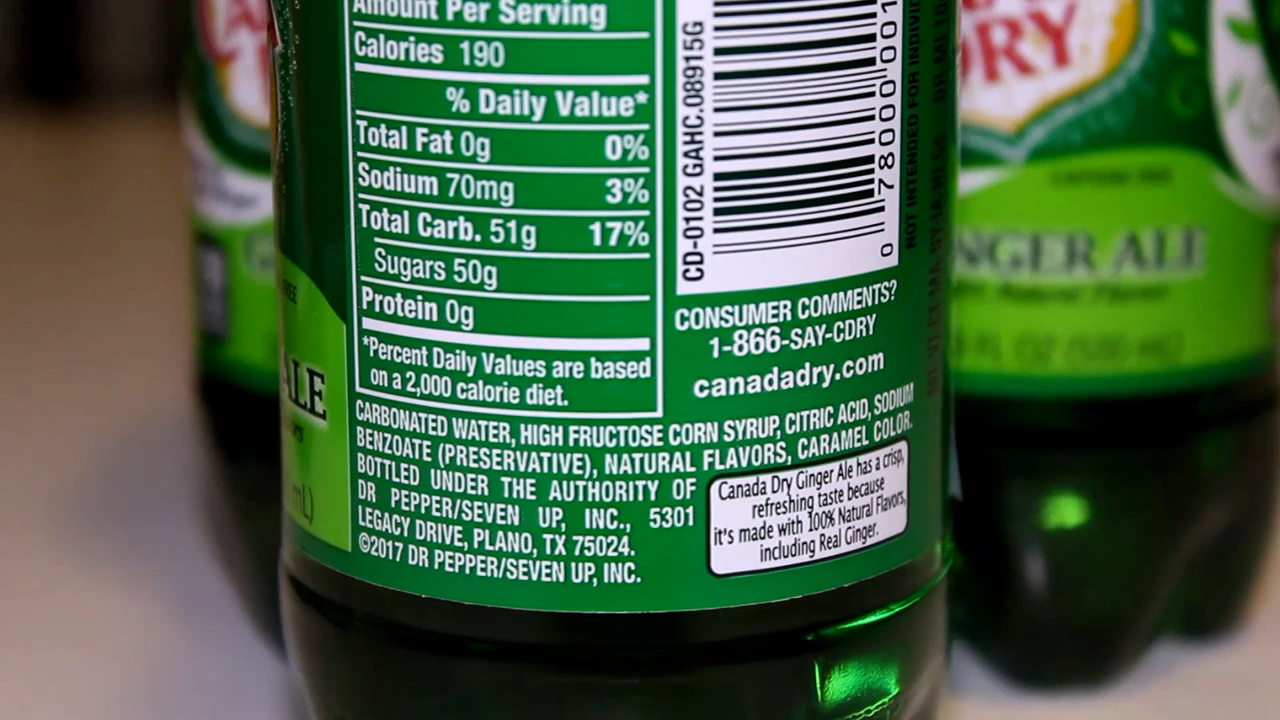 Amount Per Serving
Calories 190
% Daily Value*
Total Fat 0g 0%
Sodium 70mg 3%
Total Carb. 51g 17%
Sugars 50g
Protein 0g
*Percent Daily Values are based
on a 2,000 calorie diet.
CARBONATED WATER, HIGH FRUCTOSE CORN SYRUP, CITRIC ACID, SODIUM
BENZOATE (PRESERVATIVE), NATURAL FLAVORS, CARAMEL COLOR.
BOTTLED UNDER THE AUTHORITY OF
DR PEPPER/SEVEN UP, INC., 5301
LEGACY DRIVE, PLANO, TX 75024.
©2017 DR PEPPER/SEVEN UP, INC.
CD-0102 GAHC.08915G
0 78000 001
NOT INTENDED FOR INDIVID
CONSUMER COMMENTS?
1-866-SAY-CDRY
canadadry.com
Canada Dry Ginger Ale has a crisp,
refreshing taste because
it's made with 100% Natural Flavors,
including Real Ginger.
ALE
mL)
DRY
CAFFEINE FREE
NGER ALE